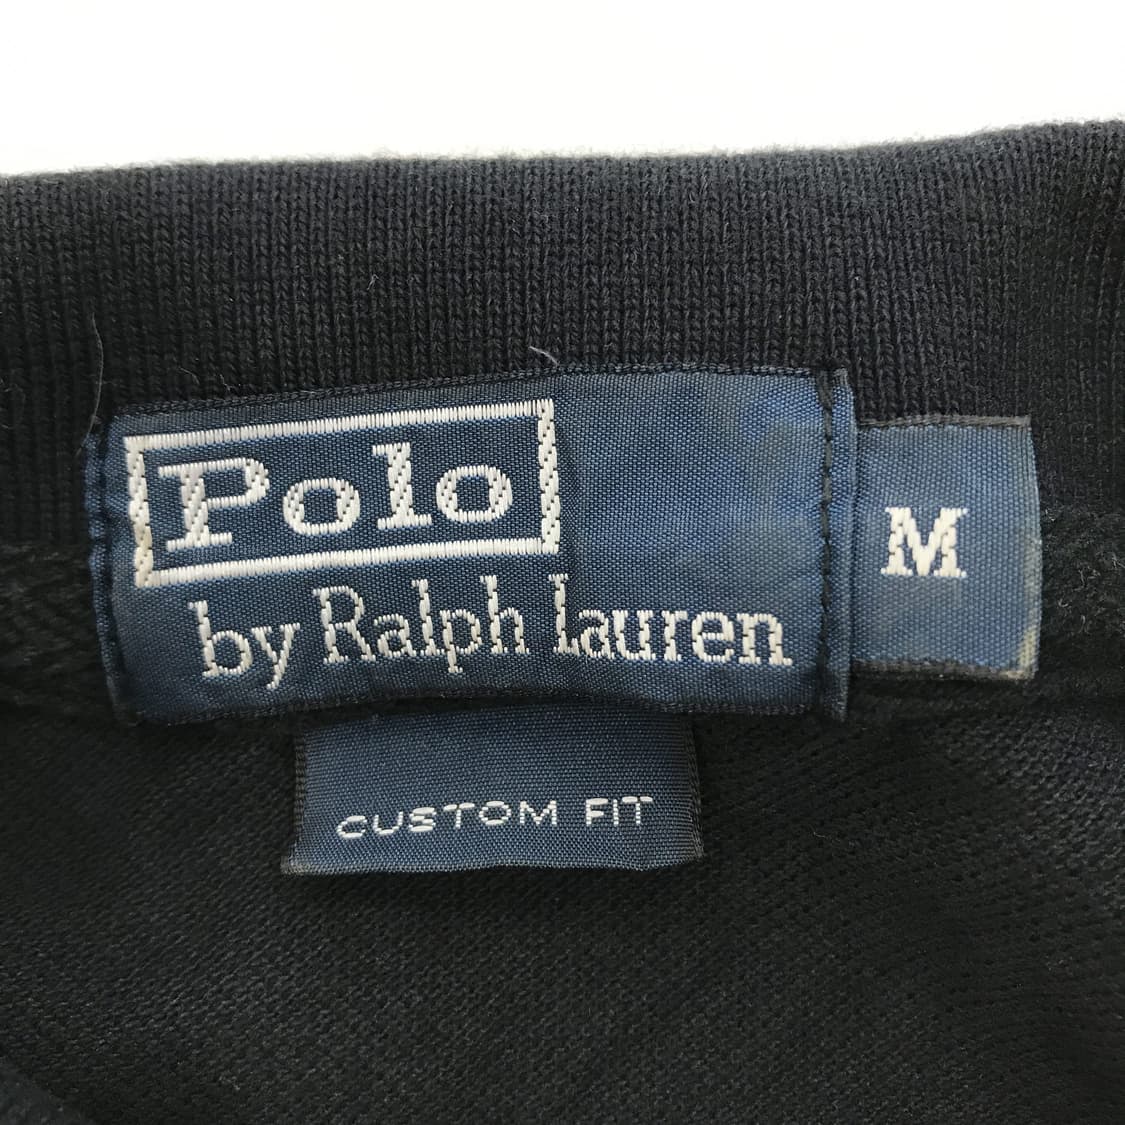 Polo
by Ralph Lauren
M
CUSTOM FIT